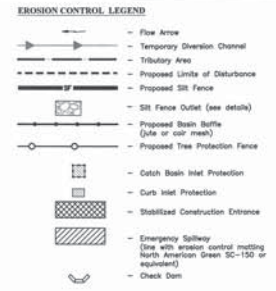 EROSION CONTROL LEGEND
- Flow Arrow
- Temporary Diversion Channel
- Tributary Area
- Proposed Limits of Disturbance
SF
- Proposed Silt Fence
- Silt Fence Outlet (see details)
- Proposed Basin Baffle
(jute or coir mesh)
- Proposed Tree Protection Fence
- Catch Basin Inlet Protection
- Curb Inlet Protection
- Stabilized Construction Entrance
- Emergency Spillway
(line with erosion control matting
North American Green SC-150 or
equivalent)
- Check Dam